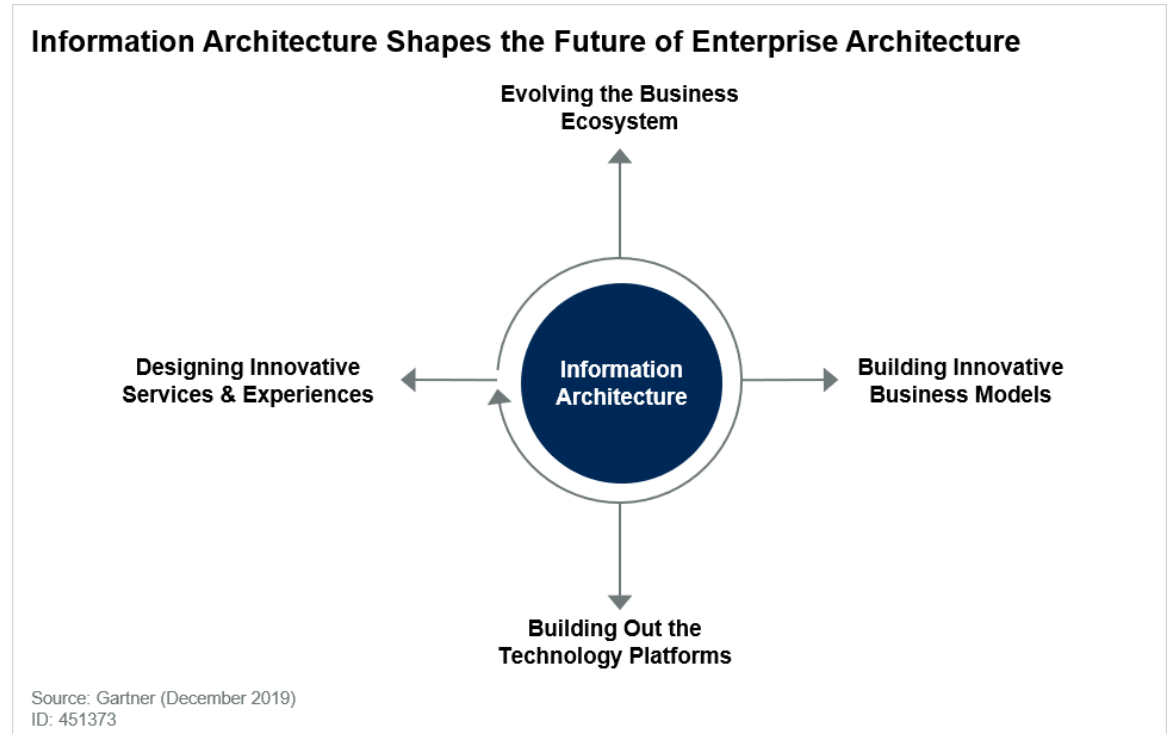 Information Architecture Shapes the Future of Enterprise Architecture
Evolving the Business
Ecosystem
Designing Innovative
Services & Experiences
Information
Architecture
Building Innovative
Business Models
Building Out the
Technology Platforms
Source: Gartner (December 2019)
ID: 451373